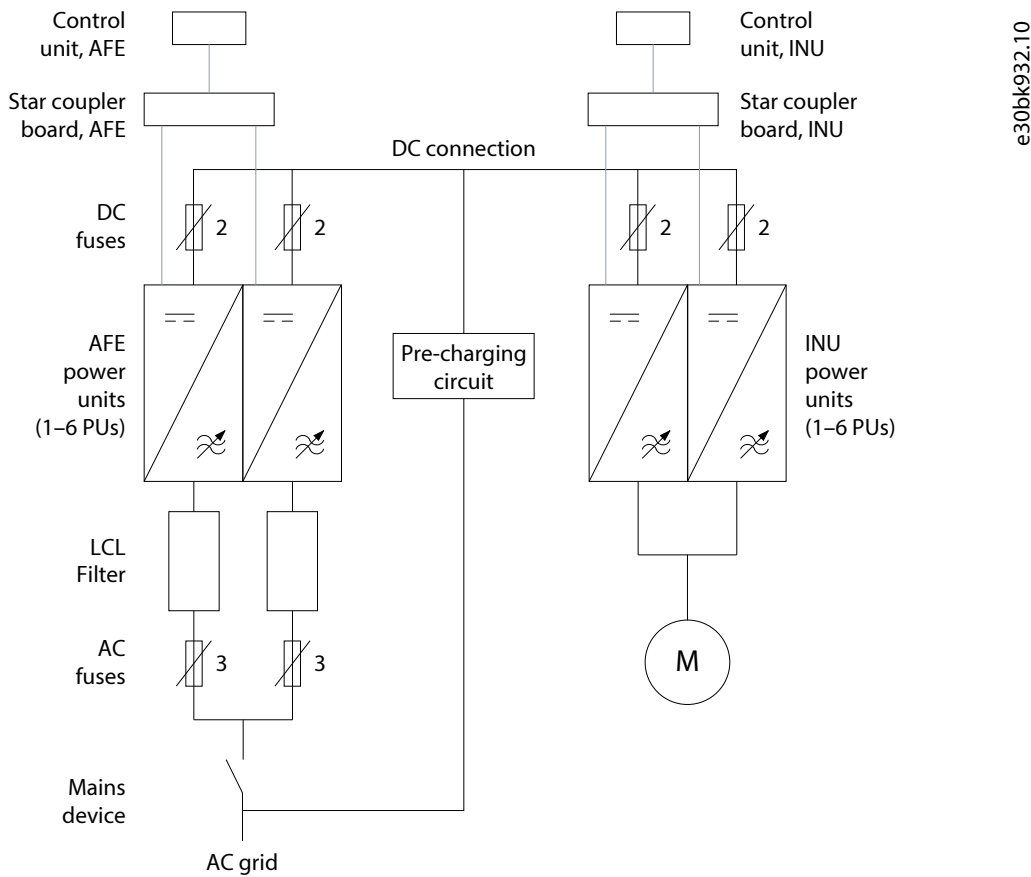 Control
unit, AFE
Control
unit, INU
e30bk932.10
Star coupler
board, AFE
Star coupler
board, INU
DC connection
DC
fuses
2
2
2
2
AFE
power
units
(1–6 PUs)
Pre-charging
circuit
INU
power
units
(1–6 PUs)
LCL
Filter
AC
fuses
3
3
M
Mains
device
AC grid